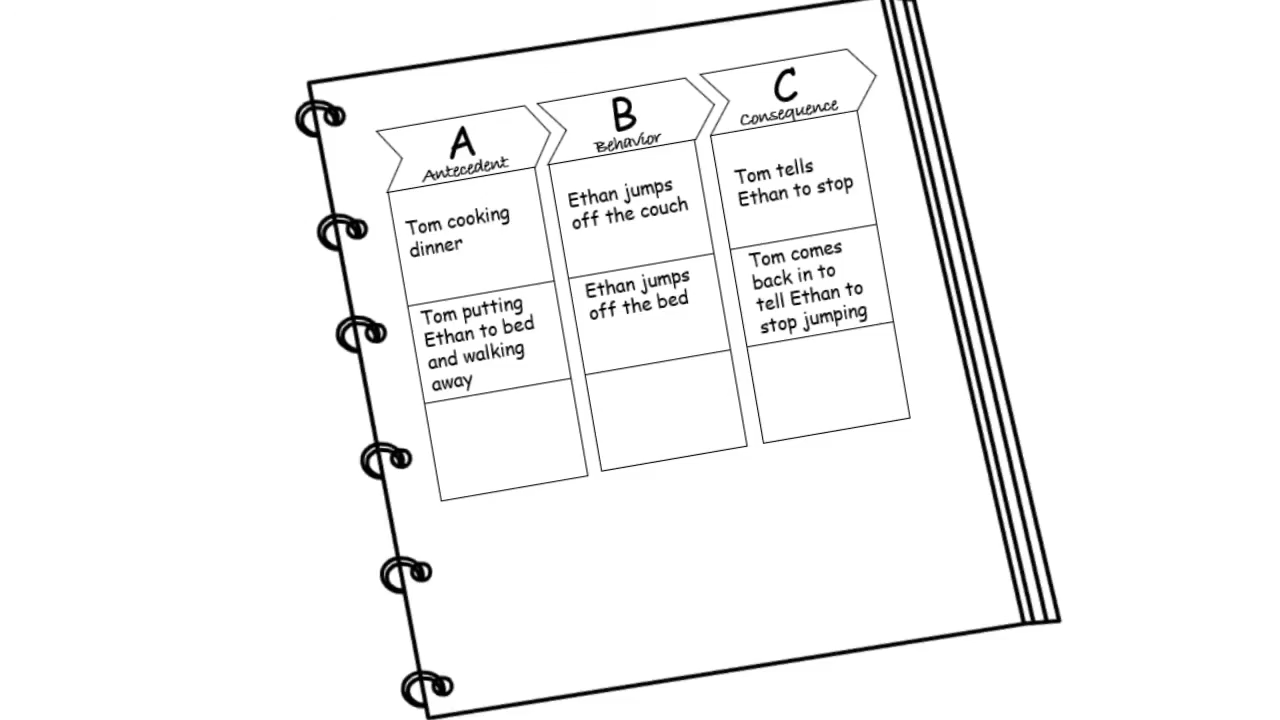 A
Antecedent
B
Behavior
C
Consequence
Tom cooking
dinner
Ethan jumps
off the couch
Tom tells
Ethan to stop
Tom putting
Ethan to bed
and walking
away
Ethan jumps
off the bed
Tom comes
back in to
tell Ethan to
stop jumping